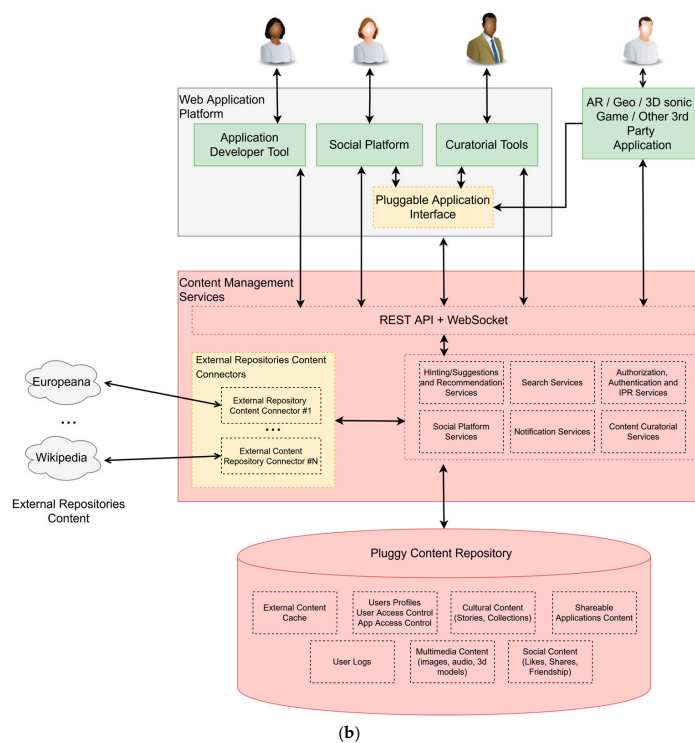 Web Application
Platform
Application
Developer Tool
Social Platform
Curatorial Tools
AR / Geo / 3D sonic
Game / Other 3rd
Party
Application
Pluggable Application
Interface
Content Management
Services
REST API + WebSocket
External Repositories Content
Connectors
External Repository
Content Connector #1
...
External Content
Repository Connector #N
Hinting/Suggestions
and Recommendation
Services
Search Services
Authorization,
Authentication and
IPR Services
Social Platform
Services
Notification Services
Content Curatorial
Services
Europeana
...
Wikipedia
External Repositories
Content
Pluggy Content Repository
External Content
Cache
Users Profiles
User Access Control
App Access Control
Cultural Content
(Stories, Collections)
Shareable
Applications Content
User Logs
Multimedia Content
(images, audio, 3d
models)
Social Content
(Likes, Shares,
Friendship)
(b)